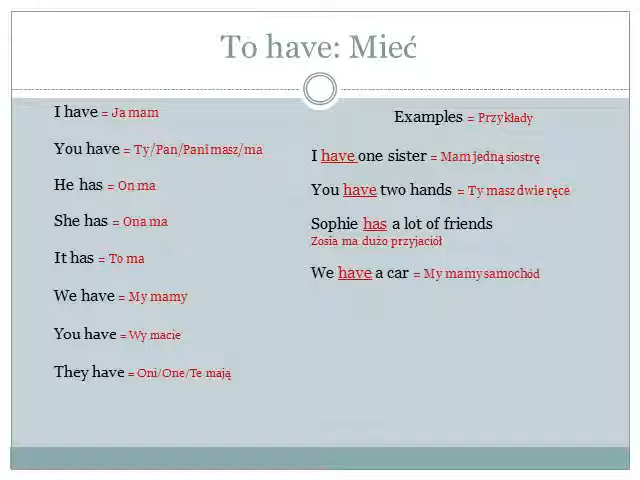 To have: Mieć
I have = Ja mam
You have = Ty/Pan/Pani masz/ma
He has = On ma
She has = Ona ma
It has = To ma
We have = My mamy
You have = Wy macie
They have = Oni/One/Te mają
Examples = Przykłady
I have one sister = Mam jedną siostrę
You have two hands = Ty masz dwie ręce
Sophie has a lot of friends
Zosia ma dużo przyjaciół
We have a car = My mamy samochód